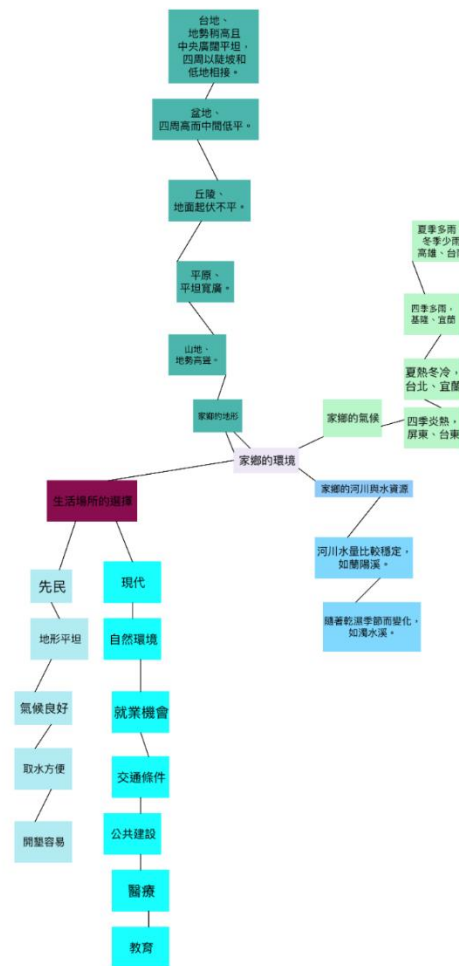 台地、
地勢稍高且
中央廣闊平坦，
四周以陡坡和
低地相接。
盆地、
四周高而中間低平。
丘陵、
地面起伏不平。
平原、
平坦寬廣。
山地、
地勢高聳。
家鄉的地形
夏季多雨，
冬季少雨
高雄、台
四季多雨，
基隆、宜蘭
夏熱冬冷，
台北、宜蘭
四季炎熱，
屏東、台東
家鄉的氣候
家鄉的環境
家鄉的河川與水資源
河川水量比較穩定，
如蘭陽溪。
隨著乾濕季節而變化，
如濁水溪。
生活場所的選擇
先民
地形平坦
氣候良好
取水方便
開墾容易
現代
自然環境
就業機會
交通條件
公共建設
醫療
教育